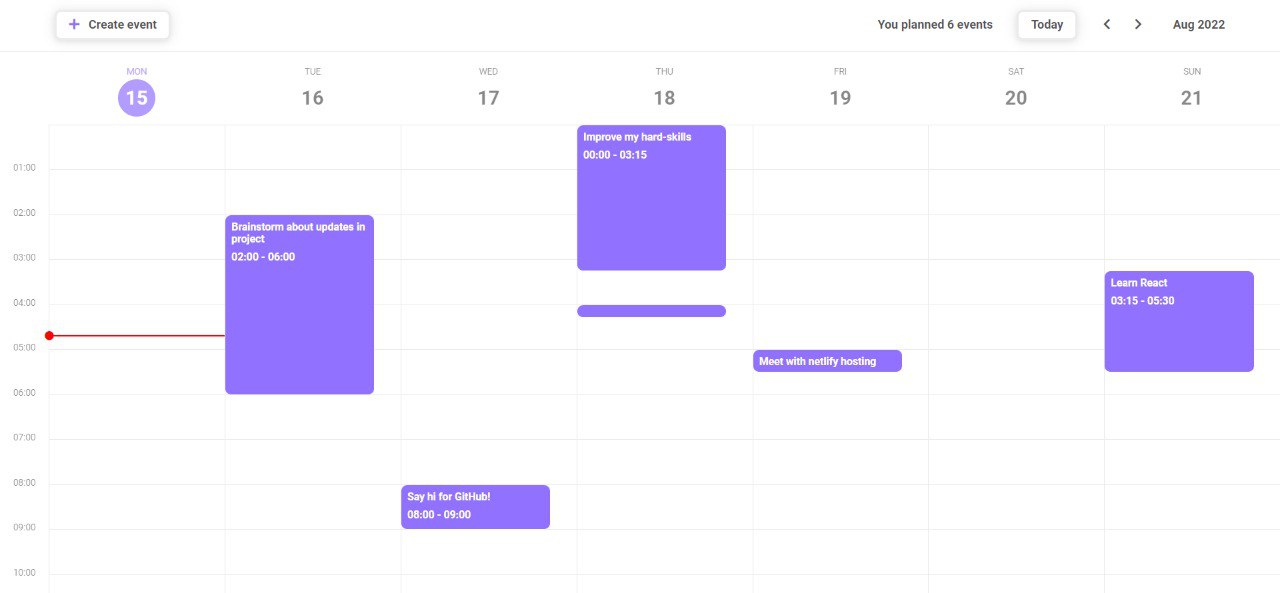 Create event
You planned 6 events
Today
Aug 2022
MON
TUE
WED
THU
FRI
SAT
SUN
15
16
17
18
19
20
21
Improve my hard-skills
00:00 - 03:15
01:00
02:00
Brainstorm about updates in
project
02:00 - 06:00
03:00
Learn React
03:15 - 05:30
04:00
05:00
Meet with netlify hosting
06:00
07:00
08:00
Say hi for GitHub!
08:00 - 09:00
09:00
10:00